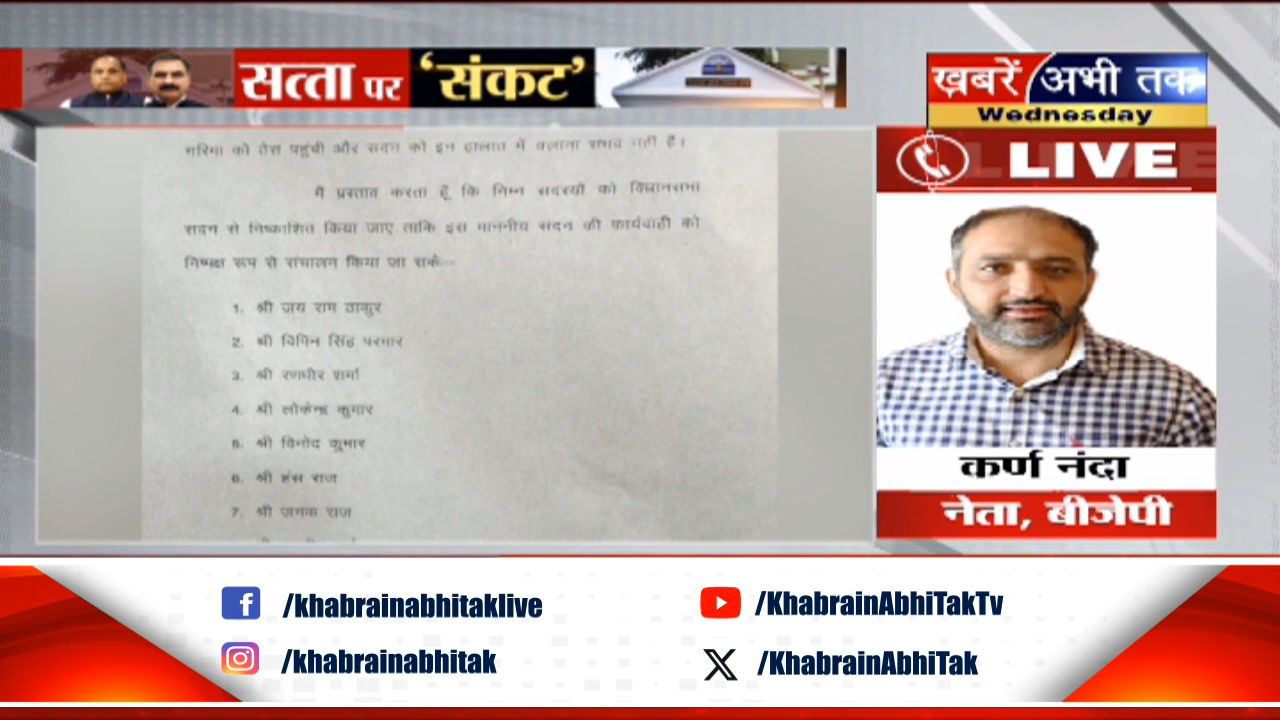 सत्ता पर 'संकट'
ख़बरें अभी तक
Wednesday
LIVE
गरिमा को ठेस पहुंची और सदन को इन हालात में चलाना संभव नहीं है।
मैं प्रस्ताव करता हूँ कि निम्न सदस्यों को विधानसभा
सदन से निष्काशित किया जाए ताकि इस माननीय सदन की कार्यवाही को
निष्पक्ष रूप से संचालन किया जा सके:--
1. श्री जय राम ठाकुर
2. श्री विपिन सिंह परमार
3. श्री रणधीर शर्मा
4. श्री लोकेन्द्र कुमार
5. श्री विनोद कुमार
6. श्री हंस राज
7. श्री जनक राज
कर्ण नंदा
नेता, बीजेपी
/khabrainabhitaklive
/KhabrainAbhiTakTv
/khabrainabhitak
/KhabrainAbhiTak